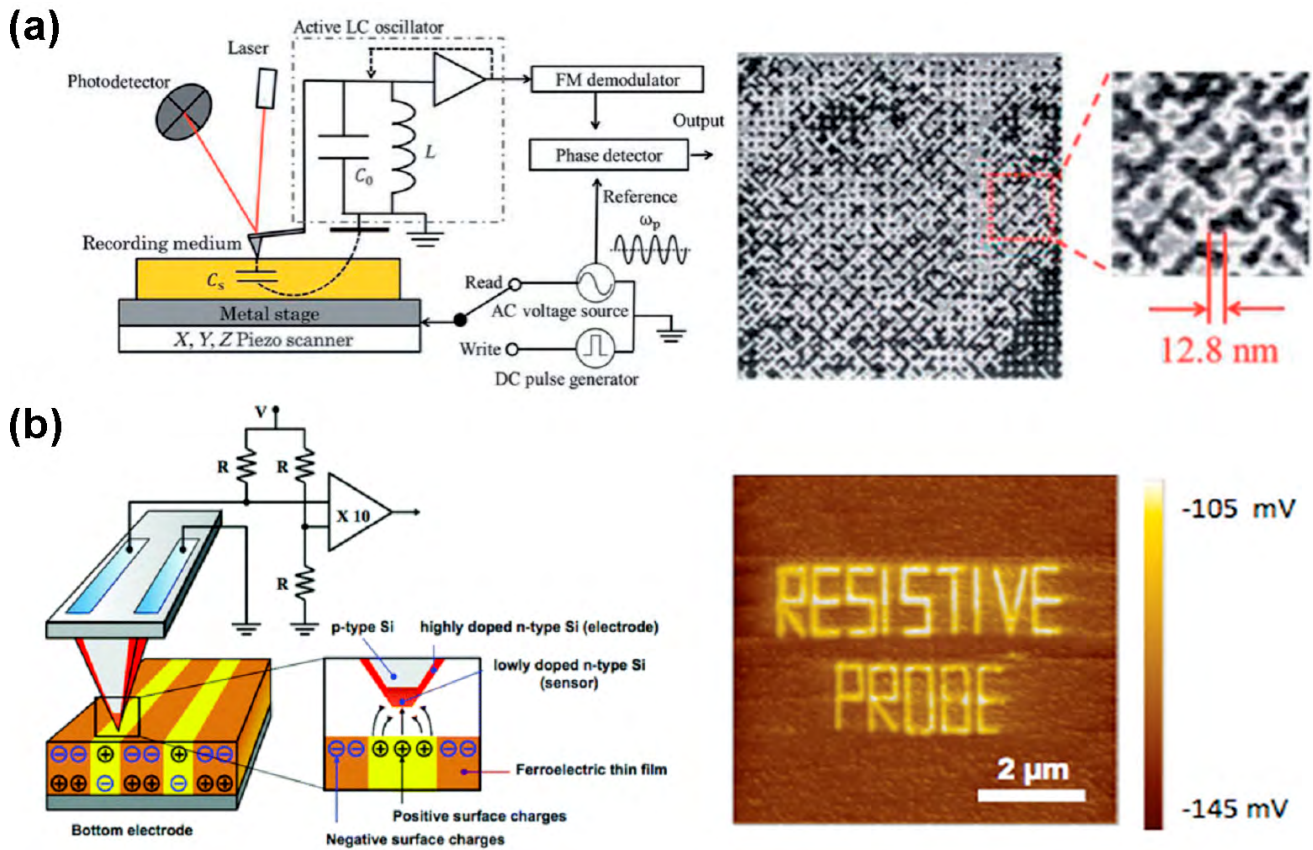 (a)
Active LC oscillator
Laser
Photodetector
FM demodulator
Output
Phase detector
L
C₀
Reference
ωₚ
Recording medium
Cₛ
Read
AC voltage source
Metal stage
X, Y, Z Piezo scanner
Write
DC pulse generator
12.8 nm
(b)
V
R
R
X 10
R
p-type Si
highly doped n-type Si (electrode)
lowly doped n-type Si
(sensor)
Ferroelectric thin film
Positive surface charges
Bottom electrode
Negative surface charges
RESISTIVE
PROBE
2 μm
-105 mV
-145 mV